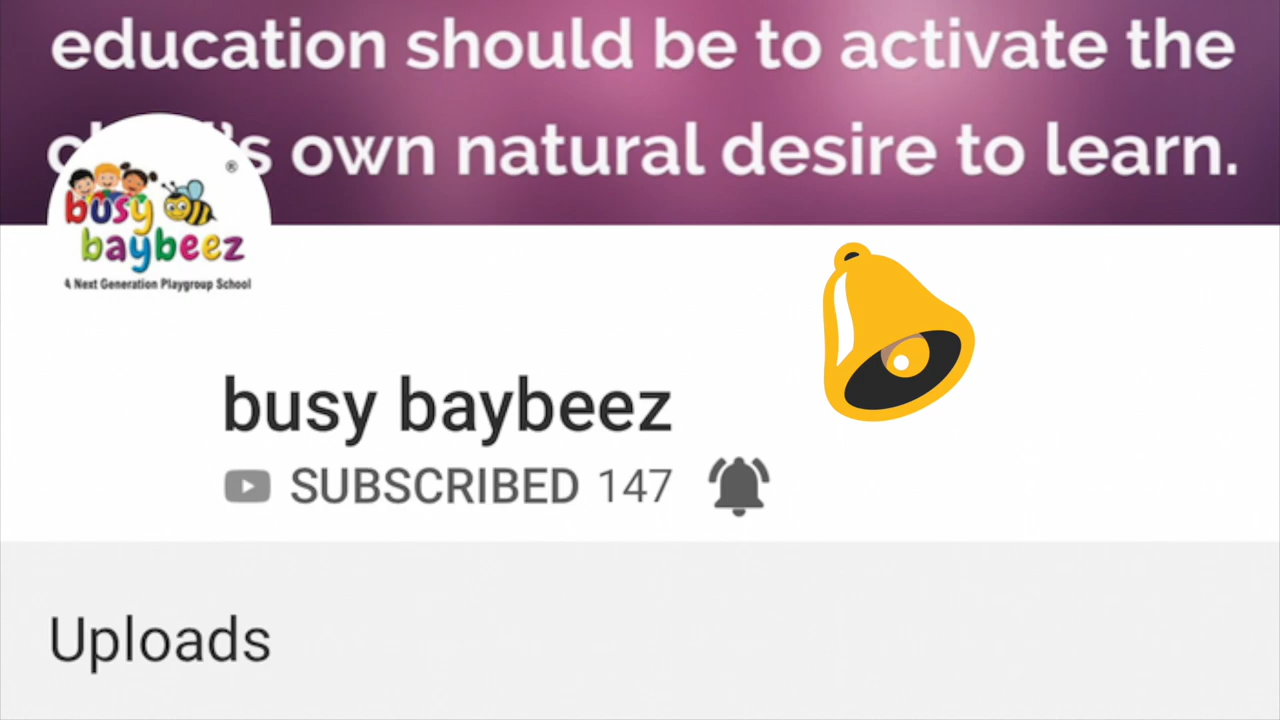 education should be to activate the
own natural desire to learn.
®
busy
baybeez
A Next Generation Playgroup School
busy baybeez
SUBSCRIBED 147
Uploads